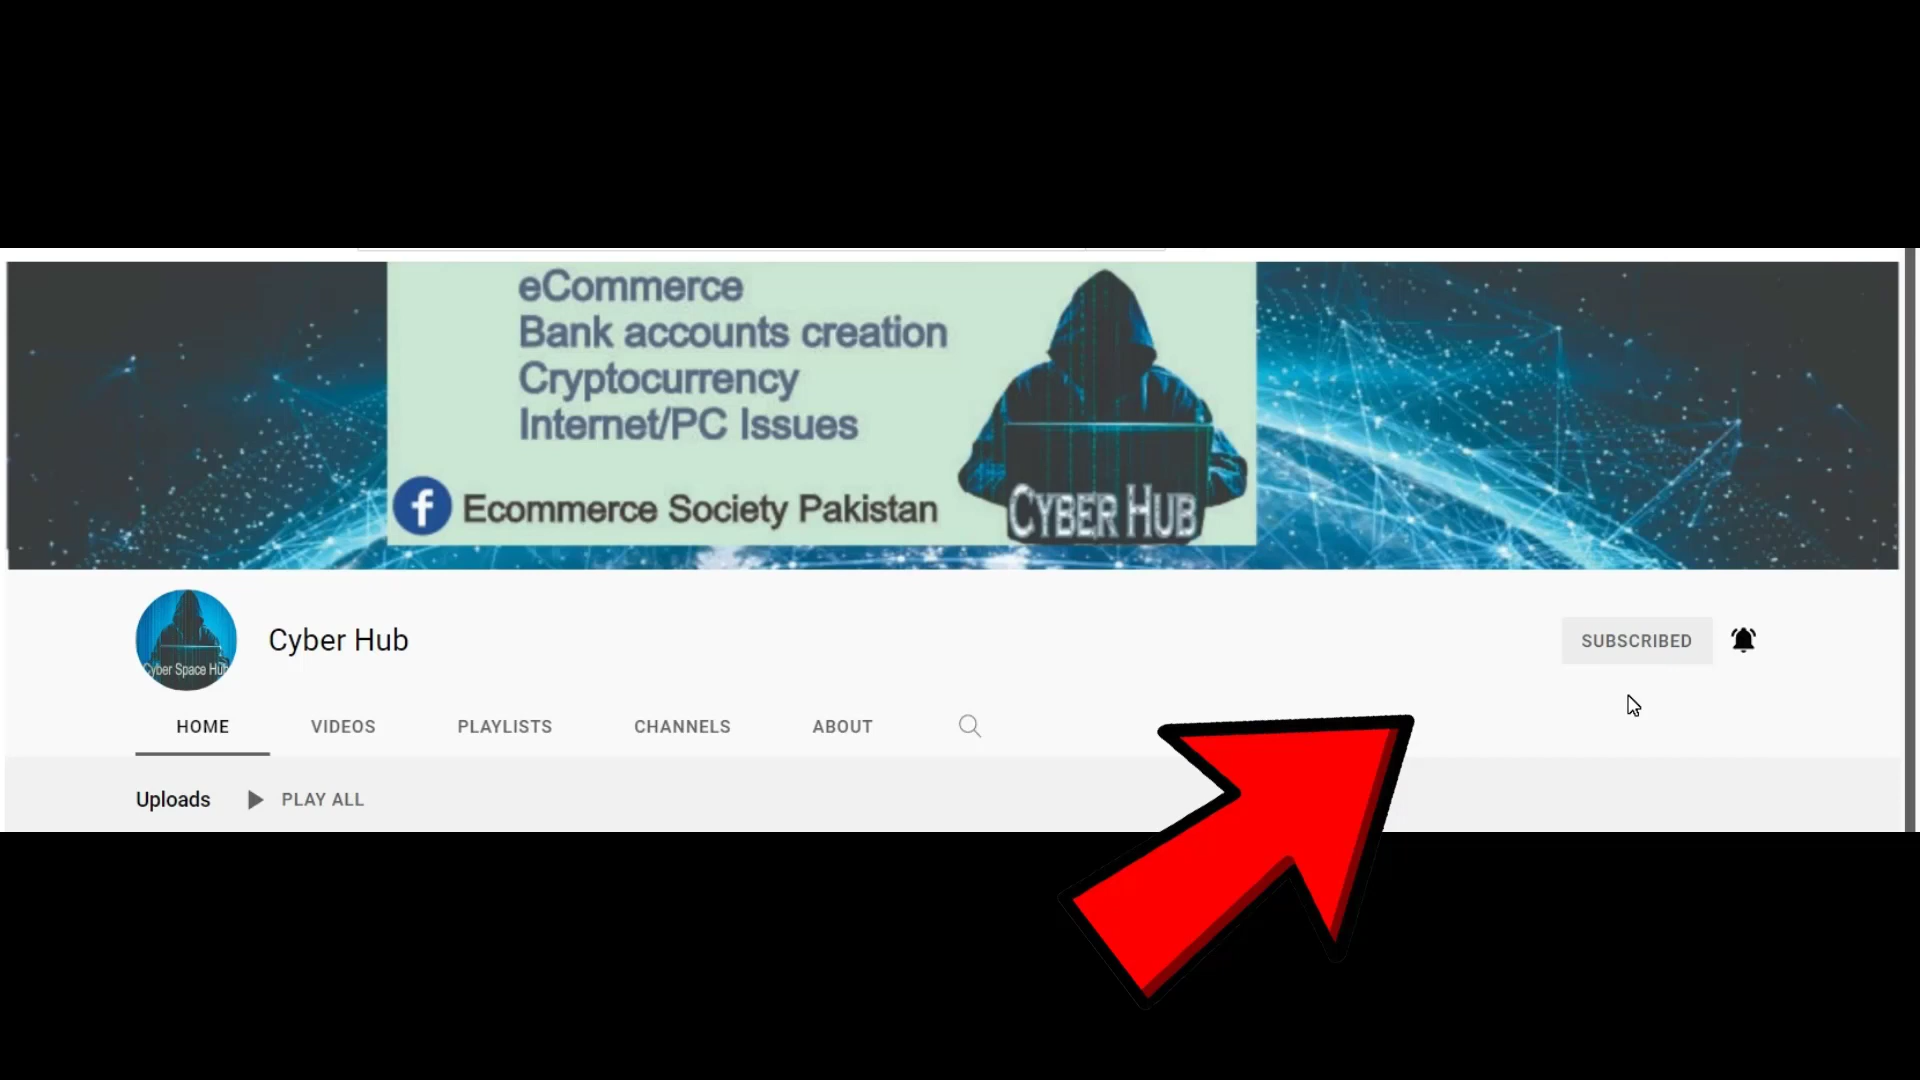 eCommerce
Bank accounts creation
Cryptocurrency
Internet/PC Issues
f Ecommerce Society Pakistan
CYBER HUB
Cyber Space Hub
Cyber Hub
SUBSCRIBED
HOME VIDEOS PLAYLISTS CHANNELS ABOUT
Uploads PLAY ALL